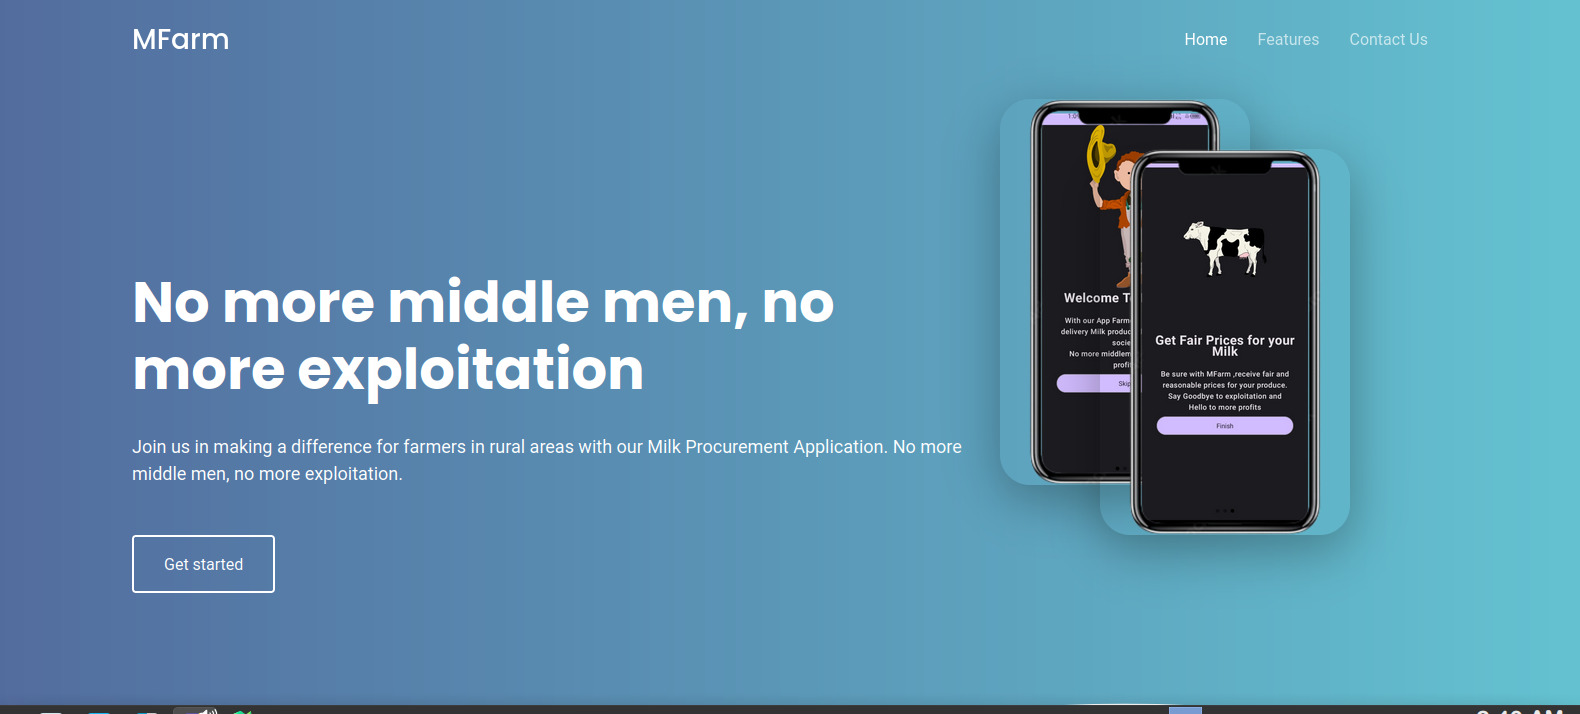 MFarm
Home Features Contact Us
No more middle men, no
more exploitation
Join us in making a difference for farmers in rural areas with our Milk Procurement Application. No more
middle men, no more exploitation.
Get started
Welcome
With our App Farm
delivery Milk produc
socie
No more middlem
profi
Skip
Get Fair Prices for your
Milk
Be sure with MFarm ,receive fair and
reasonable prices for your produce.
Say Goodbye to exploitation and
Hello to more profits
Finish